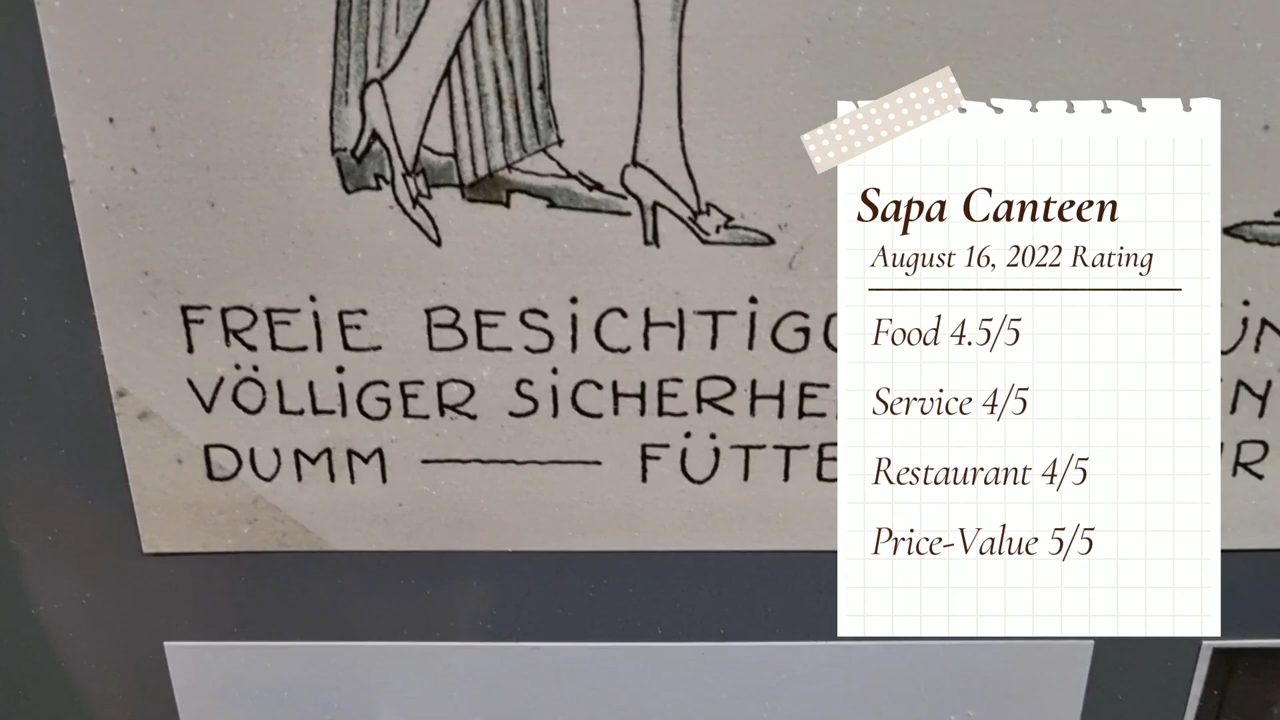 FREiE BESiCHTiG
VÖLLiGER SiCHERHE
DUMM — FÜTTE
Sapa Canteen
August 16, 2022 Rating
Food 4.5/5
Service 4/5
Restaurant 4/5
Price-Value 5/5